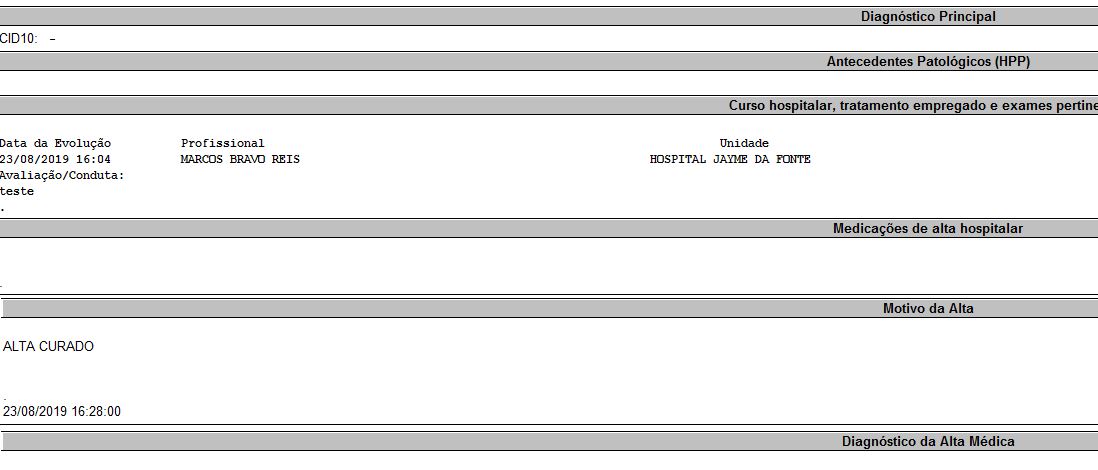 Diagnóstico Principal
CID10: -
Antecedentes Patológicos (HPP)
Curso hospitalar, tratamento empregado e exames pertine
Data da Evolução Profissional Unidade
23/08/2019 16:04 MARCOS BRAVO REIS HOSPITAL JAYME DA FONTE
Avaliação/Conduta:
teste
.
Medicações de alta hospitalar
.
Motivo da Alta
ALTA CURADO
.
23/08/2019 16:28:00
Diagnóstico da Alta Médica